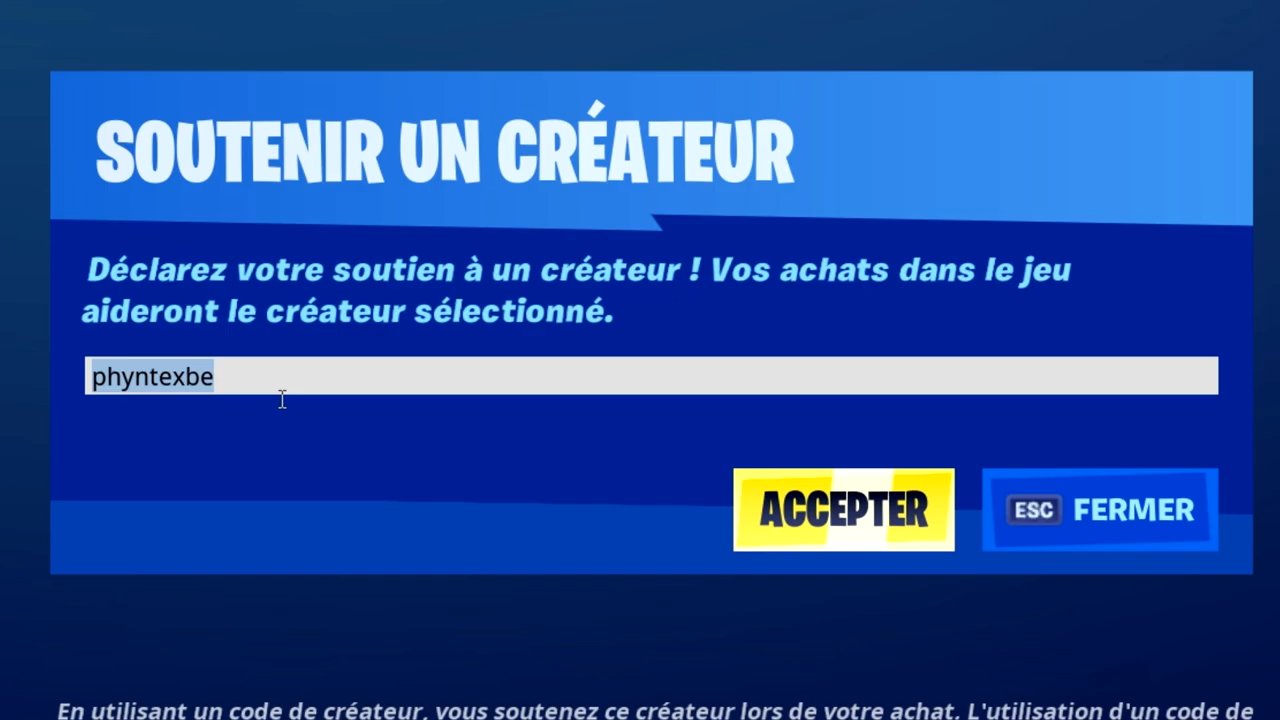 SOUTENIR UN CRÉATEUR
Déclarez votre soutien à un créateur ! Vos achats dans le jeu
aideront le créateur sélectionné.
phyntexbe
ACCEPTER
ESC FERMER
En utilisant un code de créateur, vous soutenez ce créateur lors de votre achat. L'utilisation d'un code de